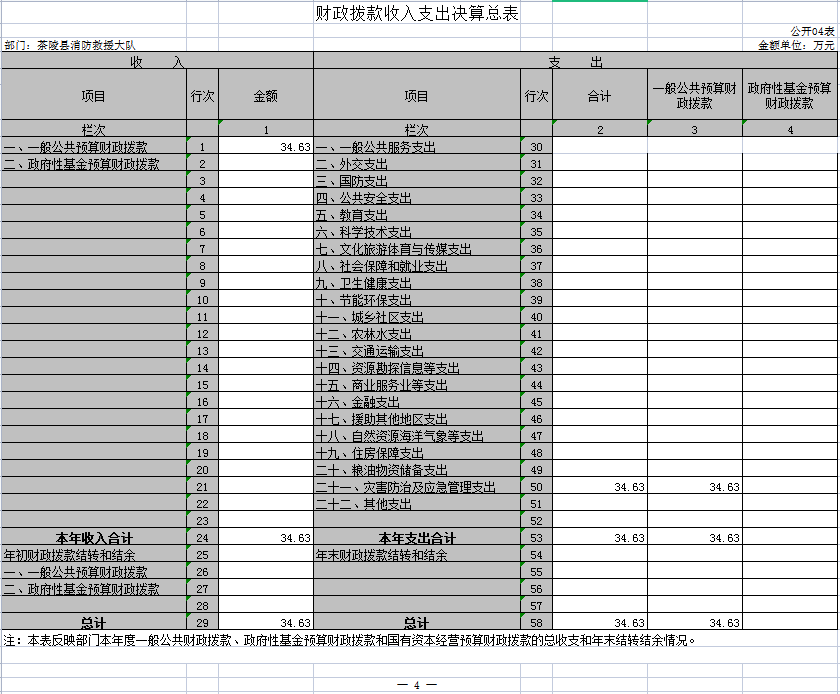 财政拨款收入支出决算总表
公开04表
部门：茶陵县消防救援大队 金额单位：万元
收 入 支 出
项目 行次 金额 项目 行次 合计 一般公共预算财政拨款 政府性基金预算财政拨款
栏次 1 栏次 2 3 4
一、一般公共预算财政拨款 1 34.63 一、一般公共服务支出 30
二、政府性基金预算财政拨款 2 二、外交支出 31
3 三、国防支出 32
4 四、公共安全支出 33
5 五、教育支出 34
6 六、科学技术支出 35
7 七、文化旅游体育与传媒支出 36
8 八、社会保障和就业支出 37
9 九、卫生健康支出 38
10 十、节能环保支出 39
11 十一、城乡社区支出 40
12 十二、农林水支出 41
13 十三、交通运输支出 42
14 十四、资源勘探信息等支出 43
15 十五、商业服务业等支出 44
16 十六、金融支出 45
17 十七、援助其他地区支出 46
18 十八、自然资源海洋气象等支出 47
19 十九、住房保障支出 48
20 二十、粮油物资储备支出 49
21 二十一、灾害防治及应急管理支出 50 34.63 34.63
22 二十二、其他支出 51
23 52
本年收入合计 24 34.63 本年支出合计 53 34.63 34.63
年初财政拨款结转和结余 25 年末财政拨款结转和结余 54
一、一般公共预算财政拨款 26 55
二、政府性基金预算财政拨款 27 56
28 57
总计 29 34.63 总计 58 34.63 34.63
注：本表反映部门本年度一般公共财政拨款、政府性基金预算财政拨款和国有资本经营预算财政拨款的总收支和年末结转结余情况。
— 4 —